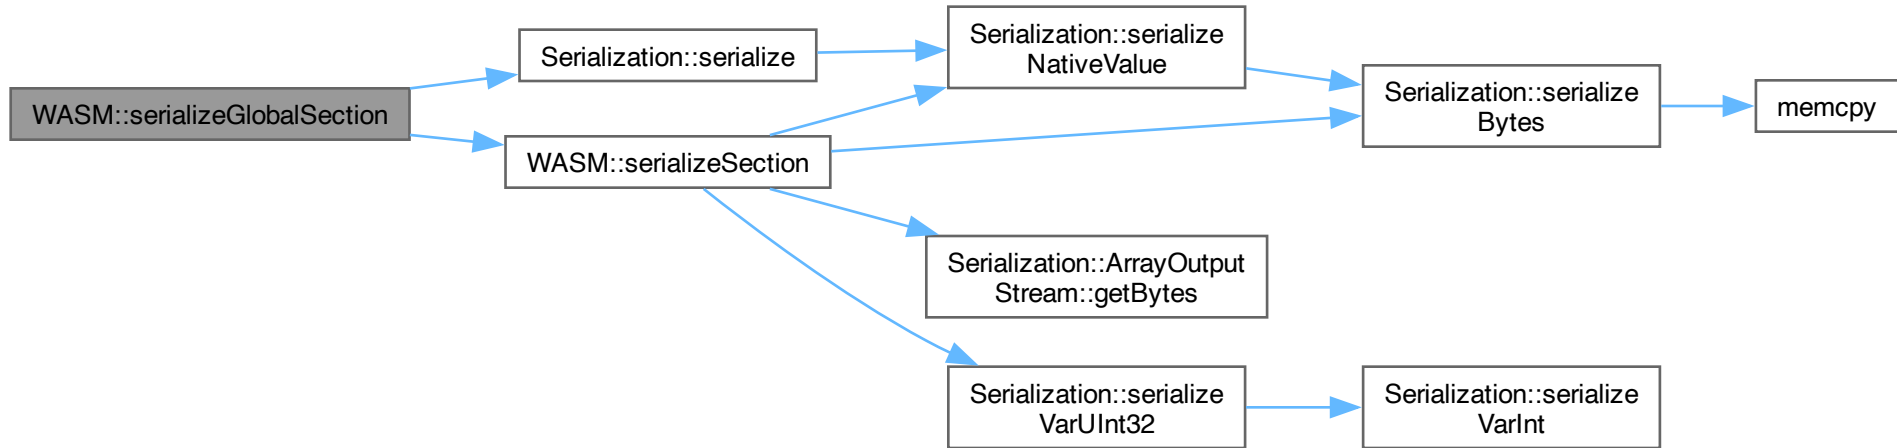 WASM::serializeGlobalSection
Serialization::serialize
WASM::serializeSection
Serialization::serialize
NativeValue
Serialization::serialize
Bytes
memcpy
Serialization::ArrayOutput
Stream::getBytes
Serialization::serialize
VarUInt32
Serialization::serialize
VarInt